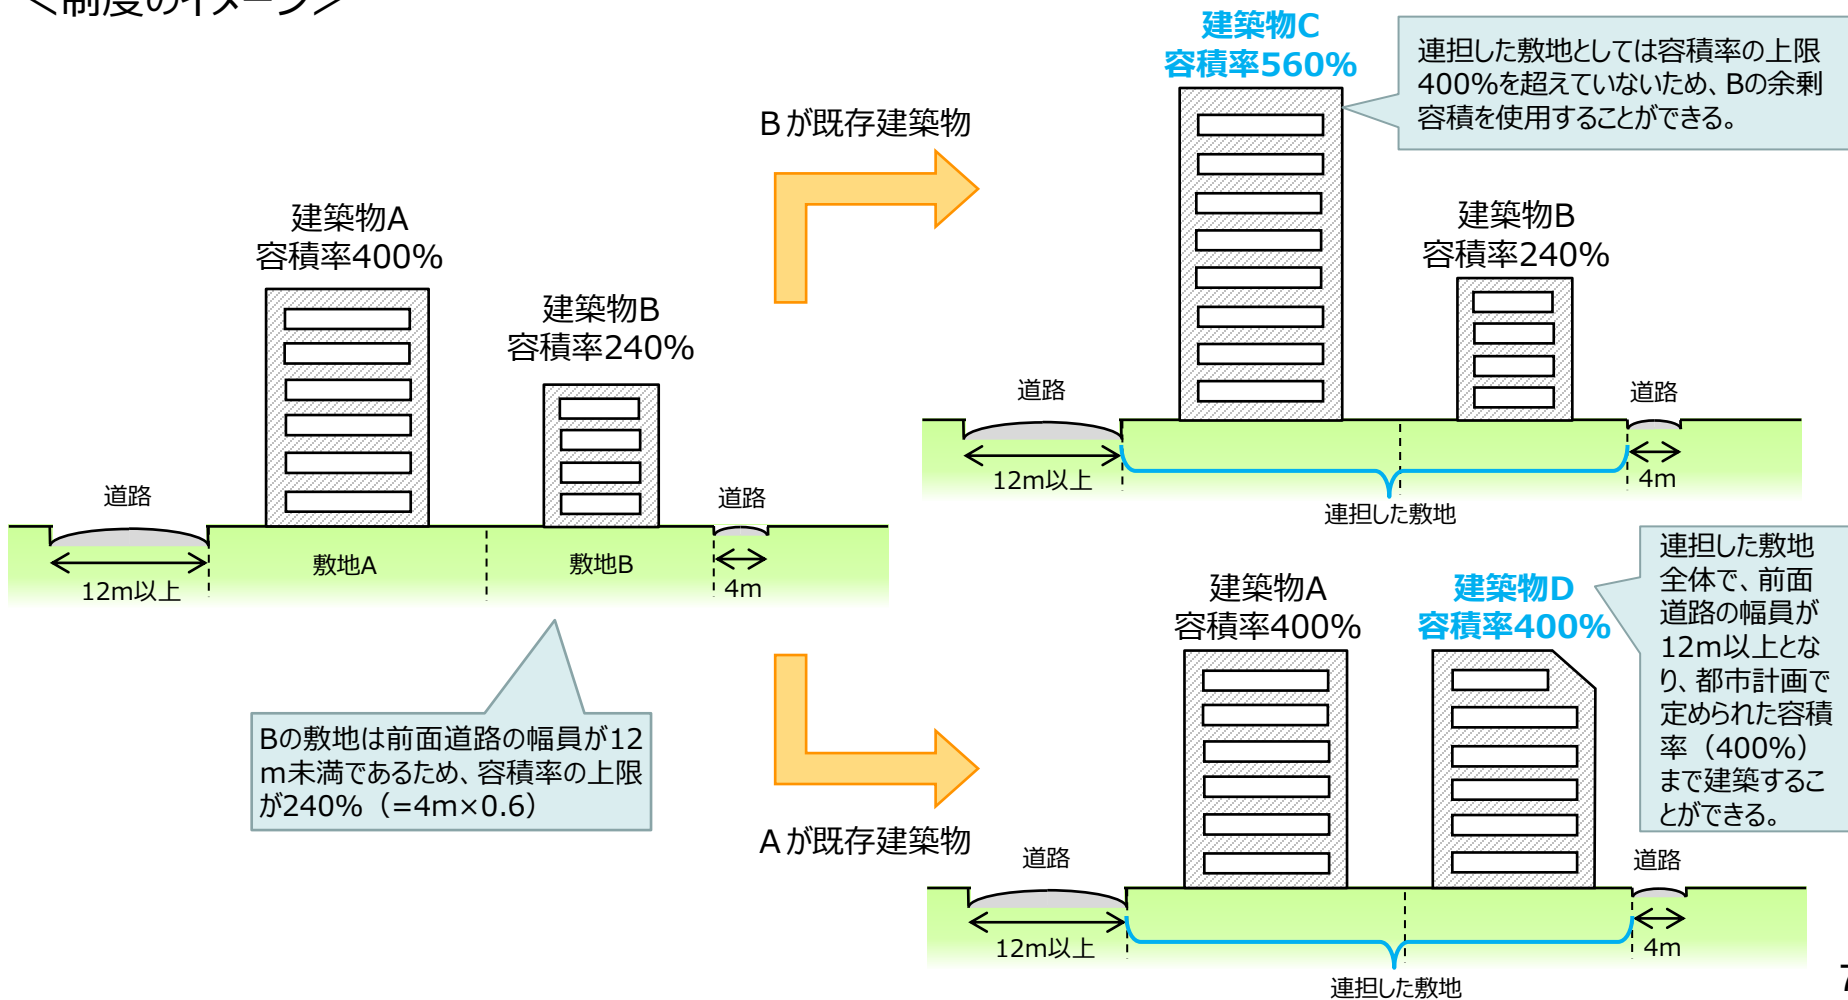 ＜制度のイメージ＞
建築物A
容積率400%
建築物B
容積率240%
道路
道路
12m以上
敷地A
敷地B
4m
Bの敷地は前面道路の幅員が12
m未満であるため、容積率の上限
が240%（=4m×0.6）
Bが既存建築物
建築物C
容積率560%
連担した敷地としては容積率の上限
400%を超えていないため、Bの余剰
容積を使用することができる。
建築物B
容積率240%
道路
道路
12m以上
4m
連担した敷地
Aが既存建築物
建築物A
容積率400%
建築物D
容積率400%
連担した敷地
全体で、前面
道路の幅員が
12m以上とな
り、都市計画で
定められた容積
率（400%）
まで建築するこ
とができる。
道路
道路
12m以上
4m
連担した敷地